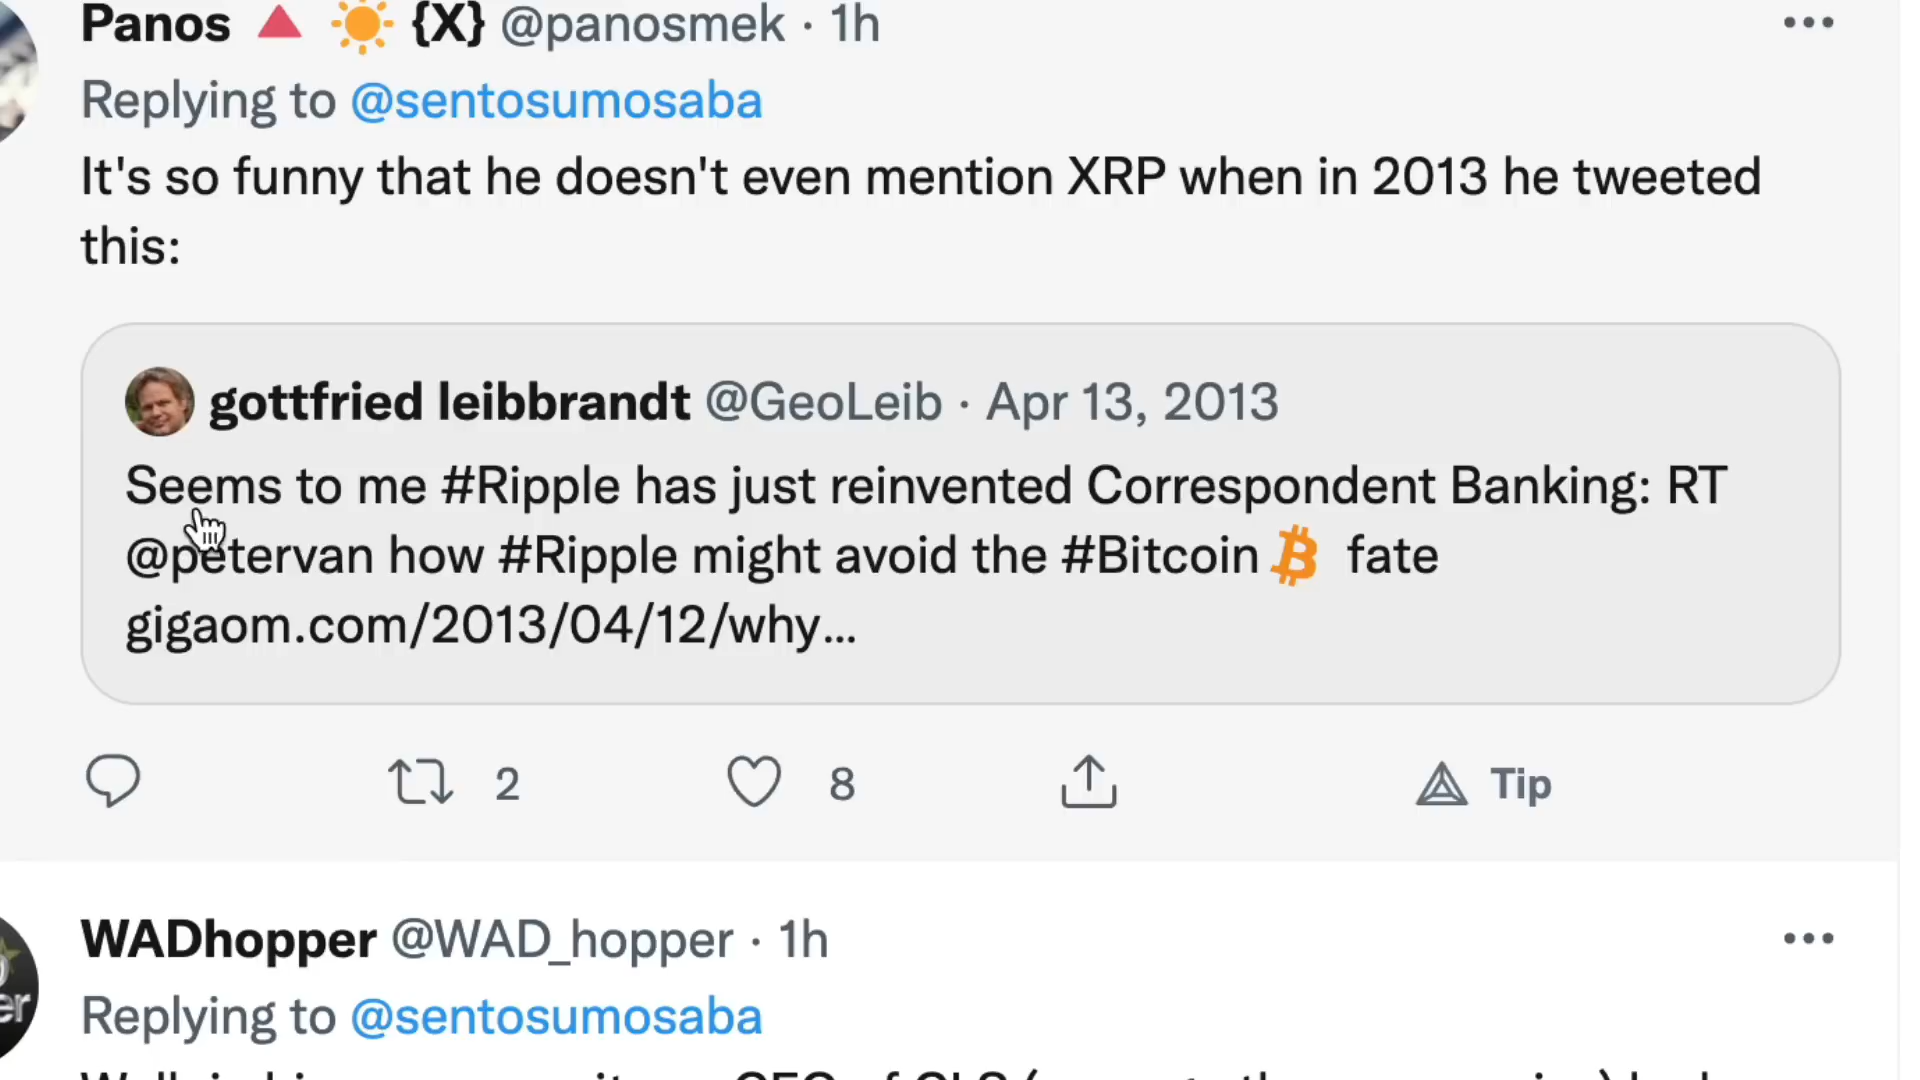 Panos 🔺 ☀️ {X} @panosmek · 1h
Replying to @sentosumosaba
It's so funny that he doesn't even mention XRP when in 2013 he tweeted
this:
gottfried leibbrandt @GeoLeib · Apr 13, 2013
Seems to me #Ripple has just reinvented Correspondent Banking: RT
@petervan how #Ripple might avoid the #Bitcoin fate
gigaom.com/2013/04/12/why...
2 8 Tip
WADhopper @WAD_hopper · 1h
Replying to @sentosumosaba